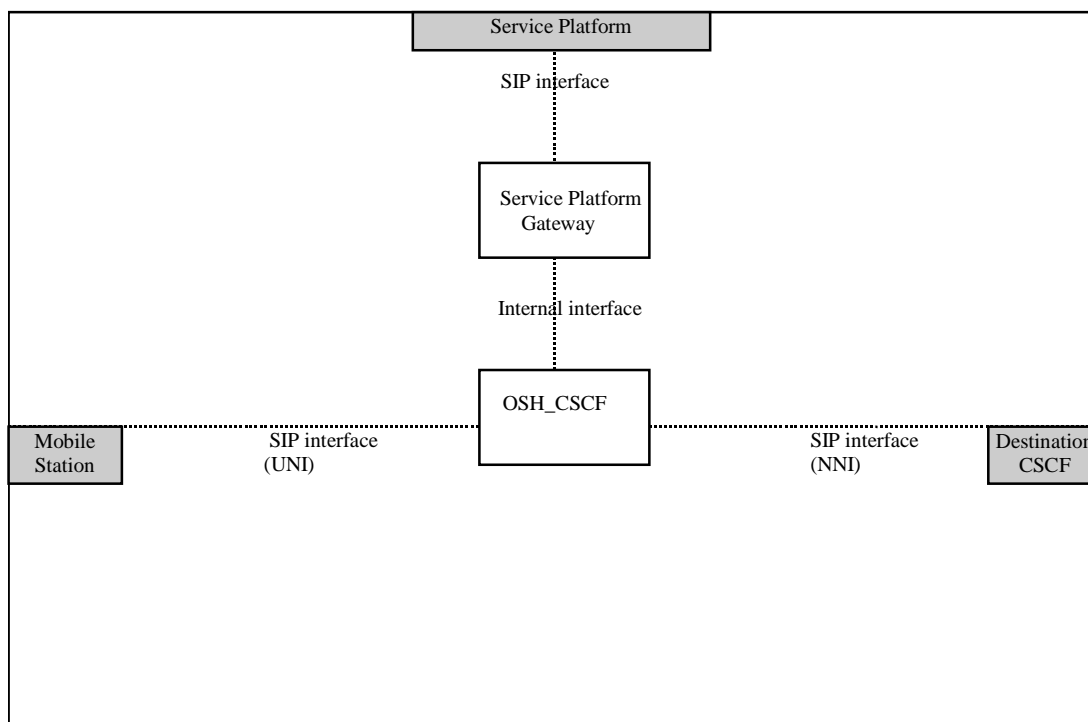 Service Platform
SIP interface
Service Platform
Gateway
Internal interface
OSH_CSCF
Mobile
Station
SIP interface
(UNI)
SIP interface
(NNI)
Destination
CSCF